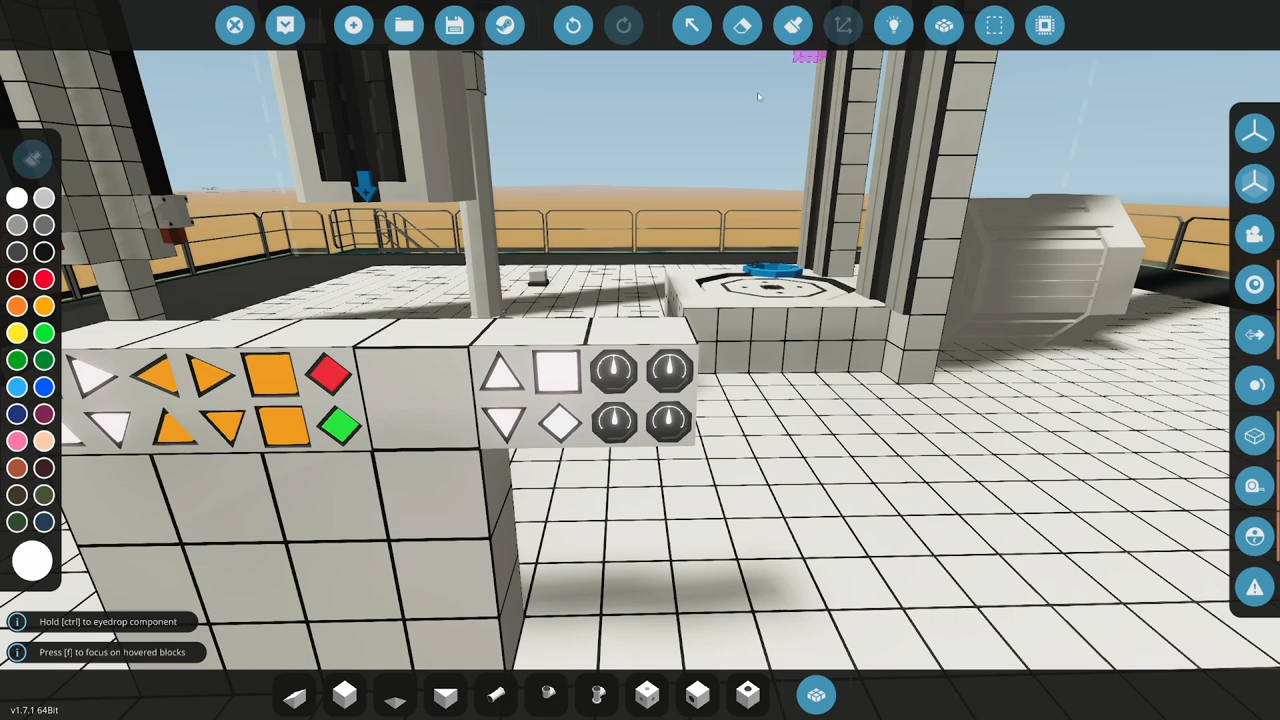 Hold [ctrl] to eyedrop component
Press [f] to focus on hovered blocks
v1.7.1 64Bit